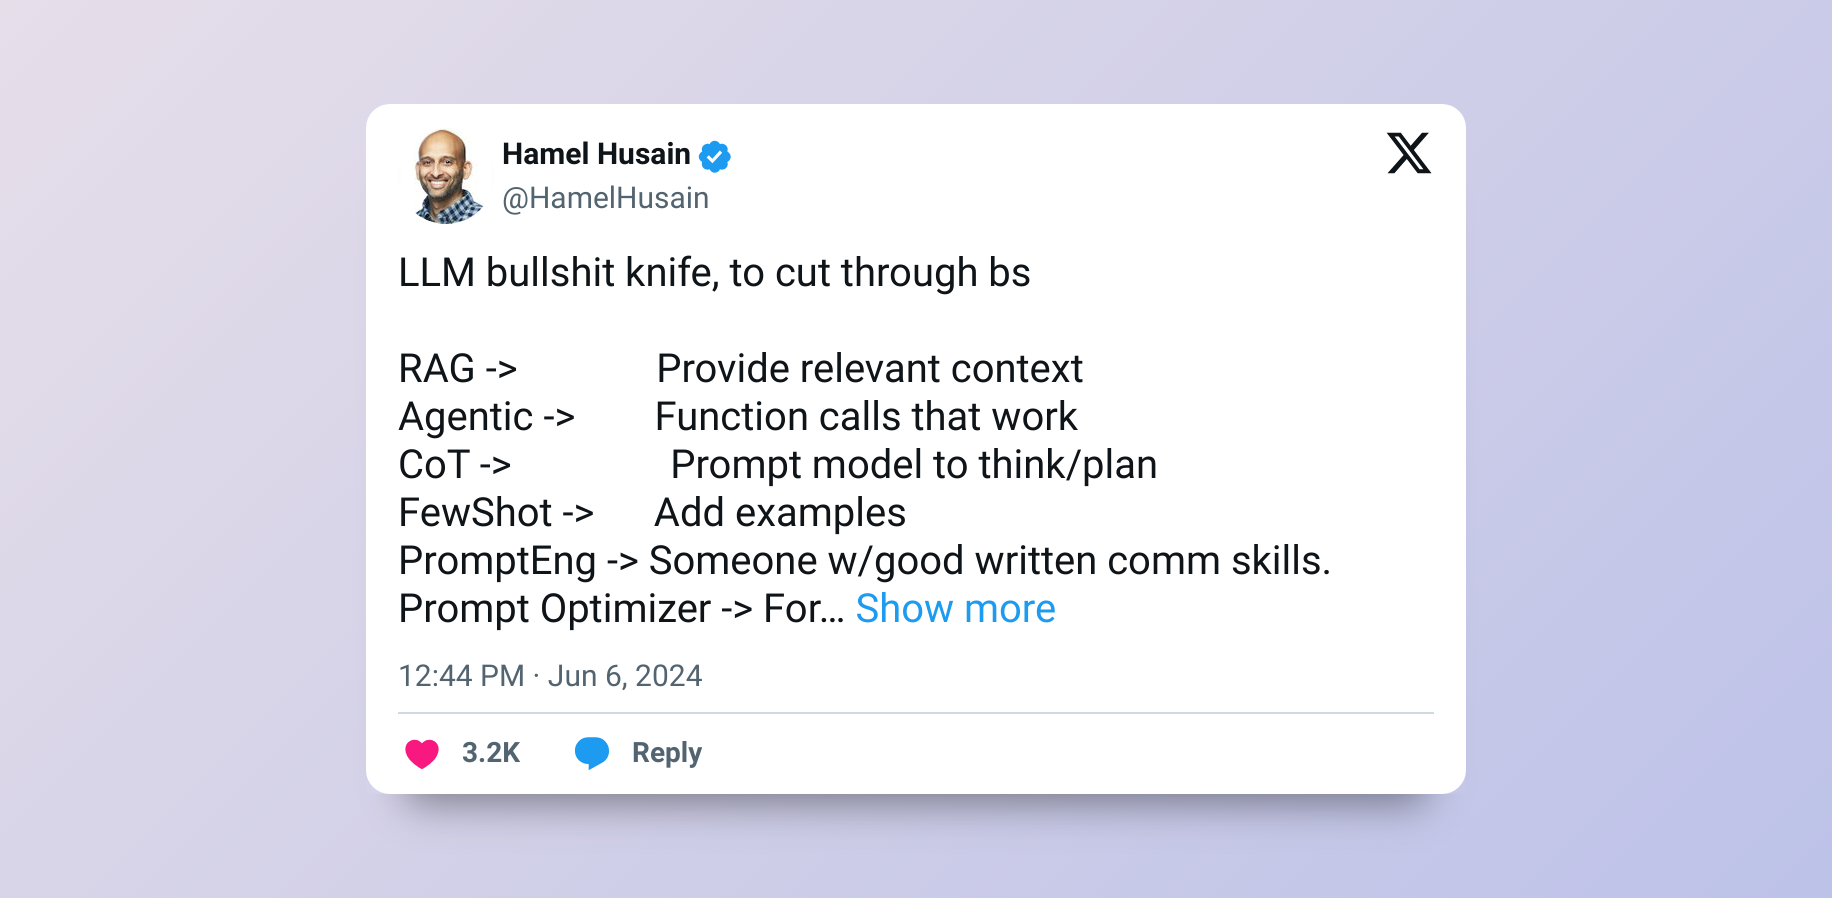 Hamel Husain
@HamelHusain
LLM bullshit knife, to cut through bs
RAG -> Provide relevant context
Agentic -> Function calls that work
CoT -> Prompt model to think/plan
FewShot -> Add examples
PromptEng -> Someone w/good written comm skills.
Prompt Optimizer -> For… Show more
12:44 PM · Jun 6, 2024
3.2K Reply